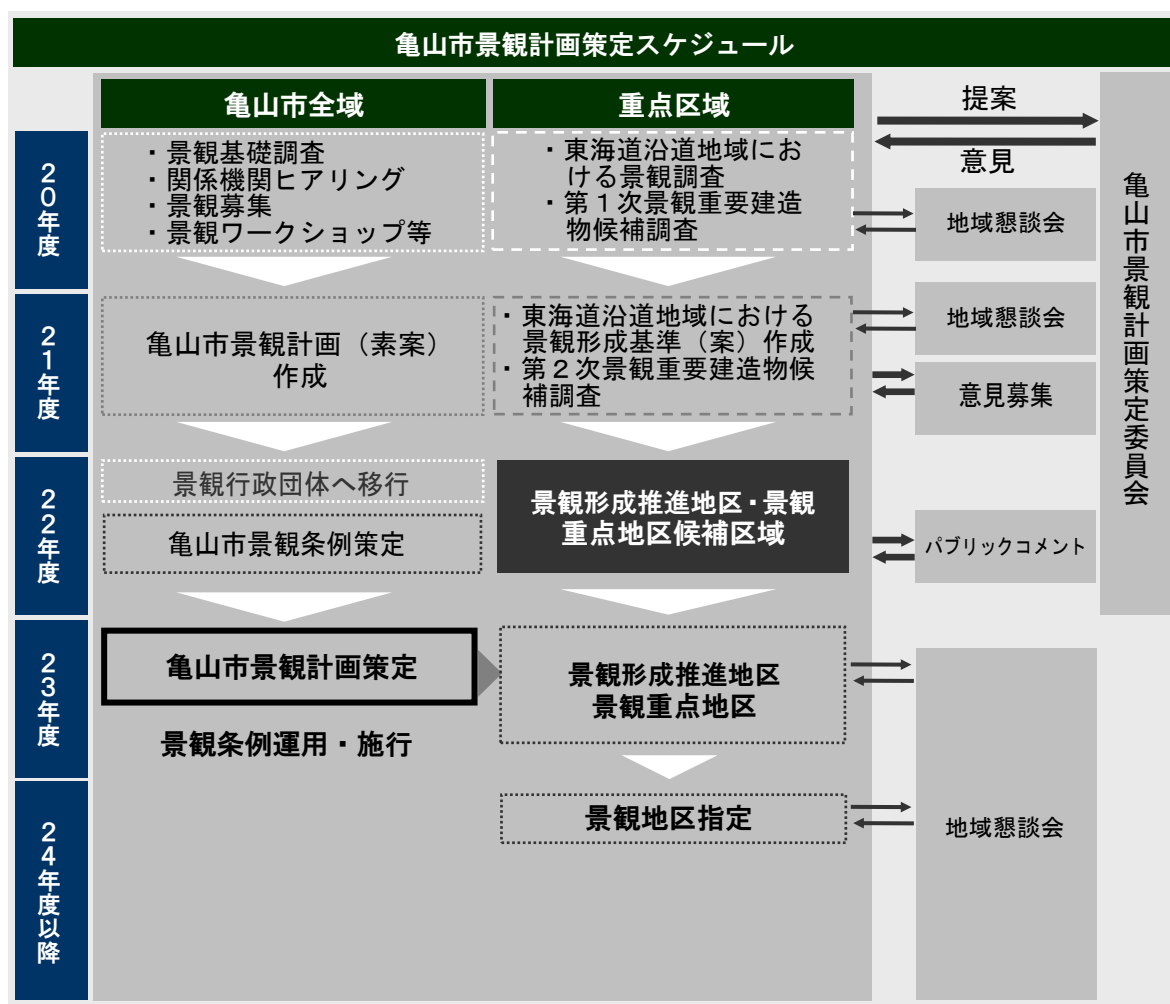 亀山市景観計画策定スケジュール
亀山市全域
重点区域
提案
意見
亀山市景観計画策定委員会
20年度
・景観基礎調査
・関係機関ヒアリング
・景観募集
・景観ワークショップ等
・東海道沿道地域にお
ける景観調査
・第1次景観重要建造
物候補調査
地域懇談会
21年度
亀山市景観計画（素案）
作成
・東海道沿道地域における
景観形成基準（案）作成
・第2次景観重要建造物候
補調査
地域懇談会
意見募集
22年度
景観行政団体へ移行
亀山市景観条例策定
景観形成推進地区・景観
重点地区候補区域
パブリックコメント
23年度
亀山市景観計画策定
景観条例運用・施行
景観形成推進地区
景観重点地区
24年度以降
景観地区指定
地域懇談会